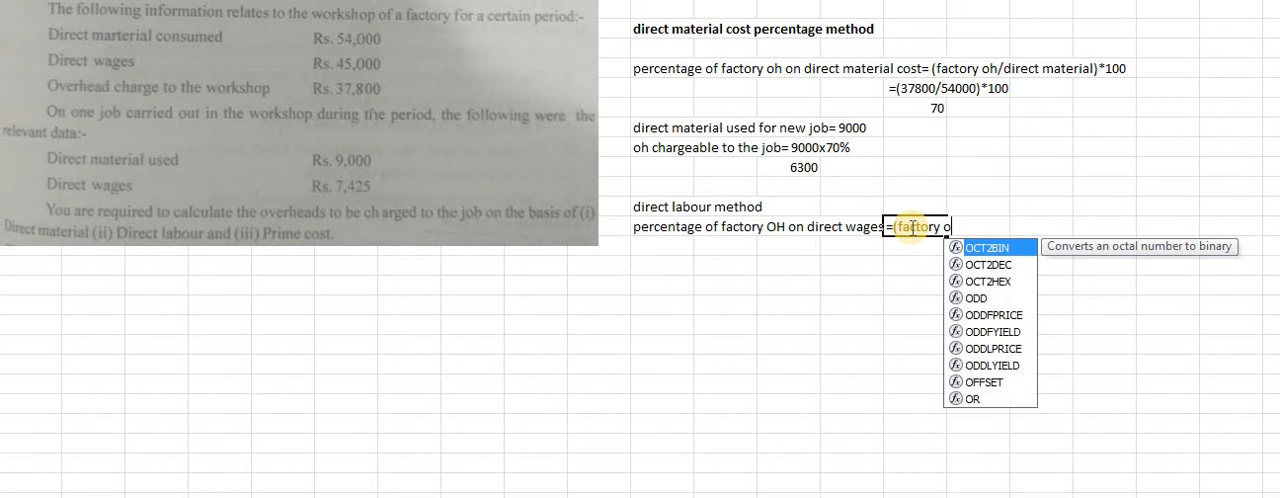 The following information relates to the workshop of a factory for a certain period:-
Direct marterial consumed Rs. 54,000
Direct wages Rs. 45,000
Overhead charge to the workshop Rs. 37,800
On one job carried out in the workshop during the period, the following were the
relevant data:-
Direct material used Rs. 9,000
Direct wages Rs. 7,425
You are required to calculate the overheads to be charged to the job on the basis of (i)
Direct material (ii) Direct labour and (iii) Prime cost.
direct material cost percentage method
percentage of factory oh on direct material cost= (factory oh/direct material)*100
=(37800/54000)*100
70
direct material used for new job= 9000
oh chargeable to the job= 9000x70%
6300
direct labour method
percentage of factory OH on direct wages =(factory o
OCT2BIN Converts an octal number to binary
OCT2DEC
OCT2HEX
ODD
ODDFPRICE
ODDFYIELD
ODDLPRICE
ODDLYIELD
OFFSET
OR